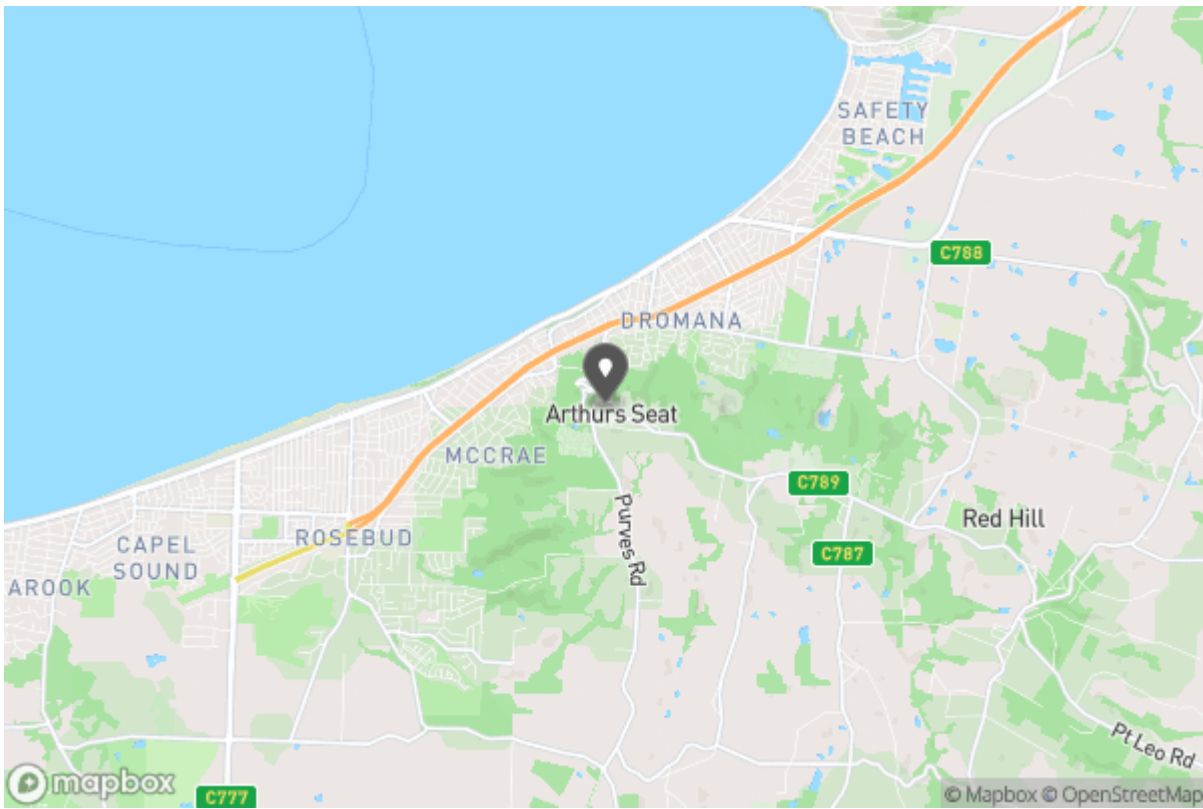 SAFETY
BEACH
C788
DROMANA
Arthurs Seat
MCCRAE
C789
Purves Rd
Red Hill
ROSEBUD
CAPEL
SOUND
C787
AROOK
Pt Leo Rd
mapbox
C777
© Mapbox © OpenStreetMap